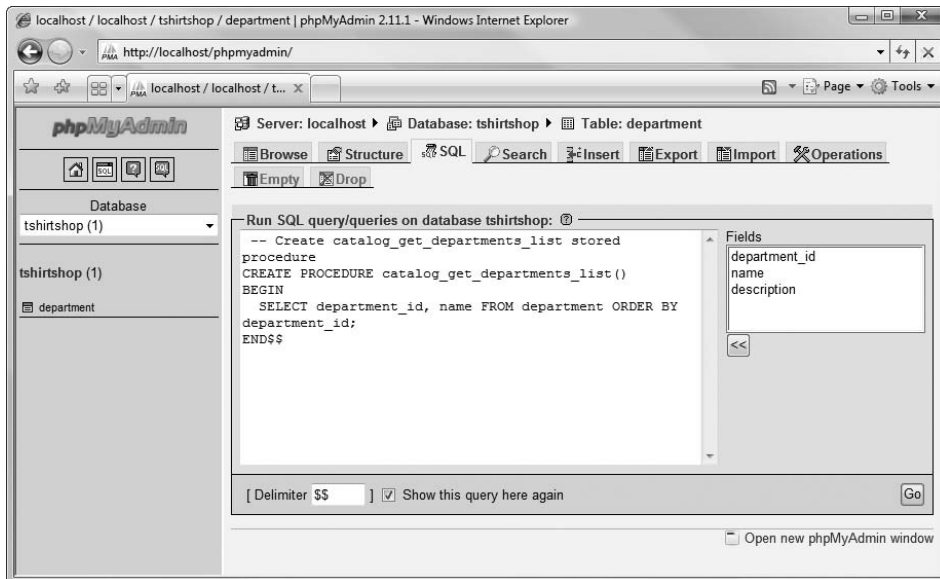 localhost / localhost / tshirtshop / department | phpMyAdmin 2.11.1 - Windows Internet Explorer
PMA http://localhost/phpmyadmin/
PMA localhost / localhost / t... X
Page Tools
phpMyAdmin
Server: localhost Database: tshirtshop Table: department
Browse Structure SQL Search Insert Export Import Operations
Empty Drop
SQL
Database
tshirtshop (1)
tshirtshop (1)
department
Run SQL query/queries on database tshirtshop:
-- Create catalog_get_departments_list stored
procedure
CREATE PROCEDURE catalog_get_departments_list()
BEGIN
SELECT department_id, name FROM department ORDER BY
department_id;
END$$
Fields
department_id
name
description
<<
[ Delimiter $$ ] Show this query here again
Go
Open new phpMyAdmin window